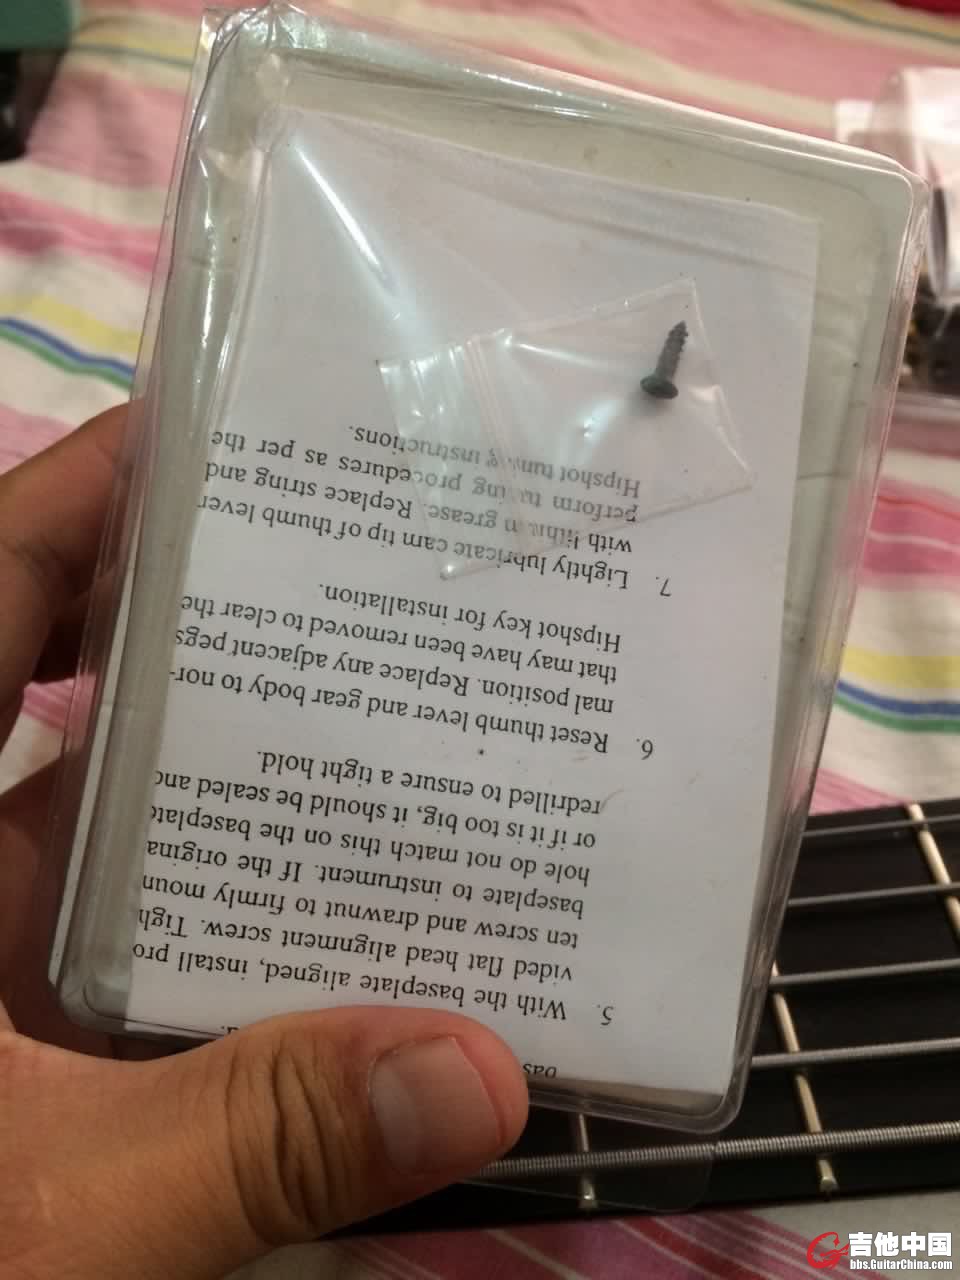 bas
5. With the baseplate aligned, install pro
vided flat head alignment screw. Tigh
ten screw and drawnut to firmly moun
baseplate to instrument. If the origina
hole do not match this on the baseplate
or if it is too big, it should be sealed and
redrilled to ensure a tight hold.
6. Reset thumb lever and gear body to nor-
mal position. Replace any adjacent pegs
that may have been removed to clear the
Hipshot key for installation.
7. Lightly lubricate cam tip of thumb lever
with lithium grease. Replace string and
perform tuning procedures as per the
Hipshot tuning instructions.
吉他中国
bbs.GuitarChina.com